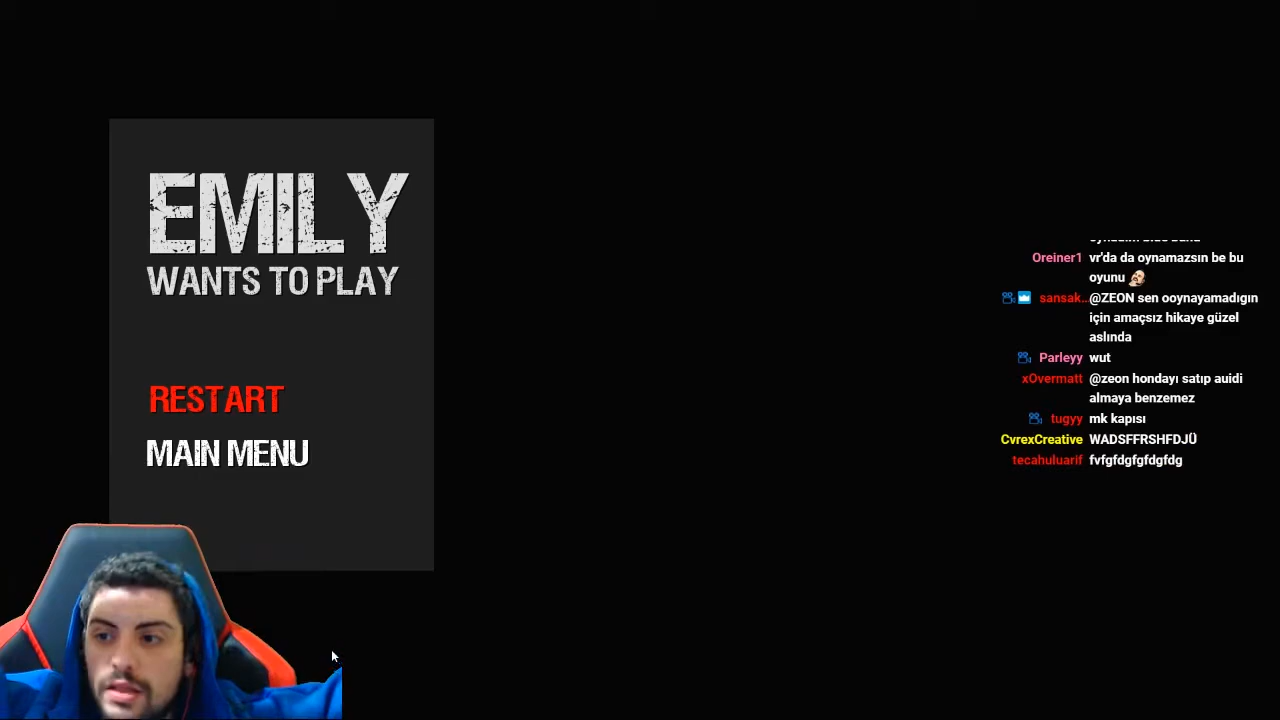 EMILY
WANTS TO PLAY
RESTART
MAIN MENU
Oreiner1 vr'da da oynamazsın be bu
oyunu
sansak... @ZEON sen ooynayamadıgın
için amaçsız hikaye güzel
aslında
Parleyy wut
xOvermatt @zeon hondayı satıp auidi
almaya benzemez
tugyy mk kapısı
CvrexCreative WADSFFRSHFDJÜ
tecahuluarif fvfgfdgfgfdgfdg